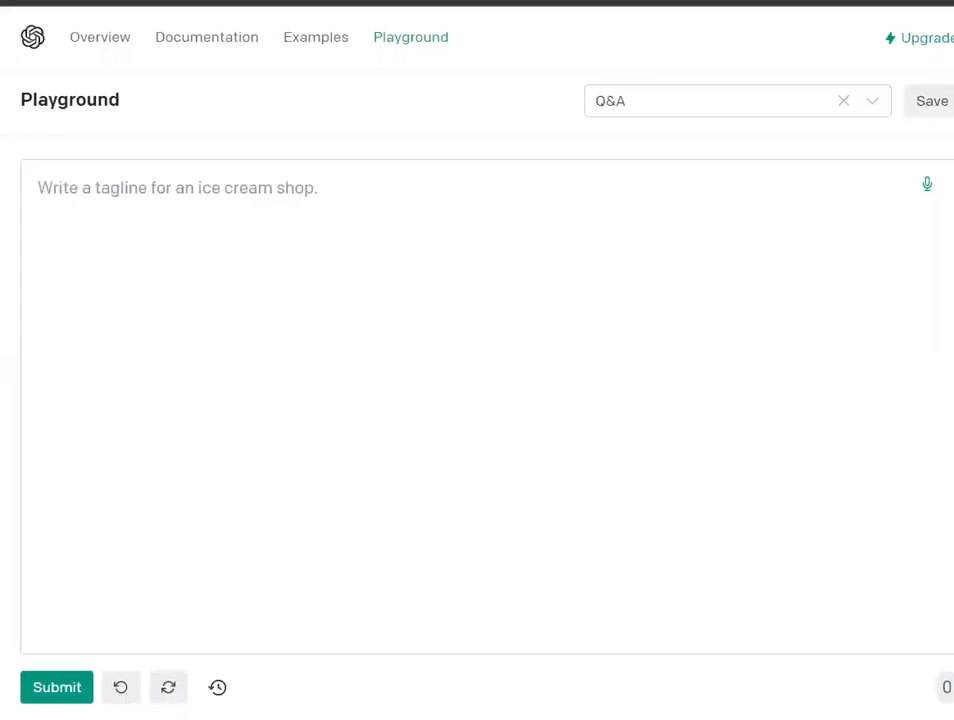 Overview Documentation Examples Playground Upgrade
Playground Q&A Save
Write a tagline for an ice cream shop.
Submit 0